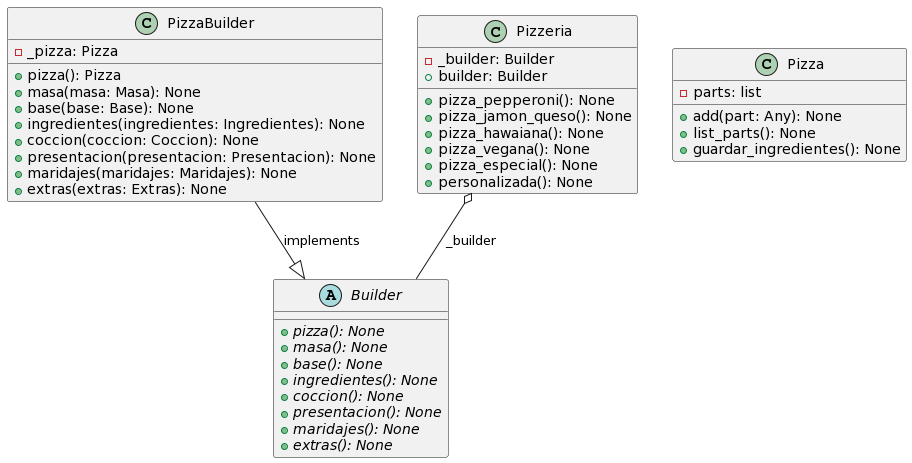 C PizzaBuilder
_pizza: Pizza
pizza(): Pizza
masa(masa: Masa): None
base(base: Base): None
ingredientes(ingredientes: Ingredientes): None
coccion(coccion: Coccion): None
presentacion(presentacion: Presentacion): None
maridajes(maridajes: Maridajes): None
extras(extras: Extras): None
C Pizzeria
_builder: Builder
builder: Builder
pizza_pepperoni(): None
pizza_jamon_queso(): None
pizza_hawaiana(): None
pizza_vegana(): None
pizza_especial(): None
personalizada(): None
C Pizza
parts: list
add(part: Any): None
list_parts(): None
guardar_ingredientes(): None
implements
_builder
A Builder
pizza(): None
masa(): None
base(): None
ingredientes(): None
coccion(): None
presentacion(): None
maridajes(): None
extras(): None